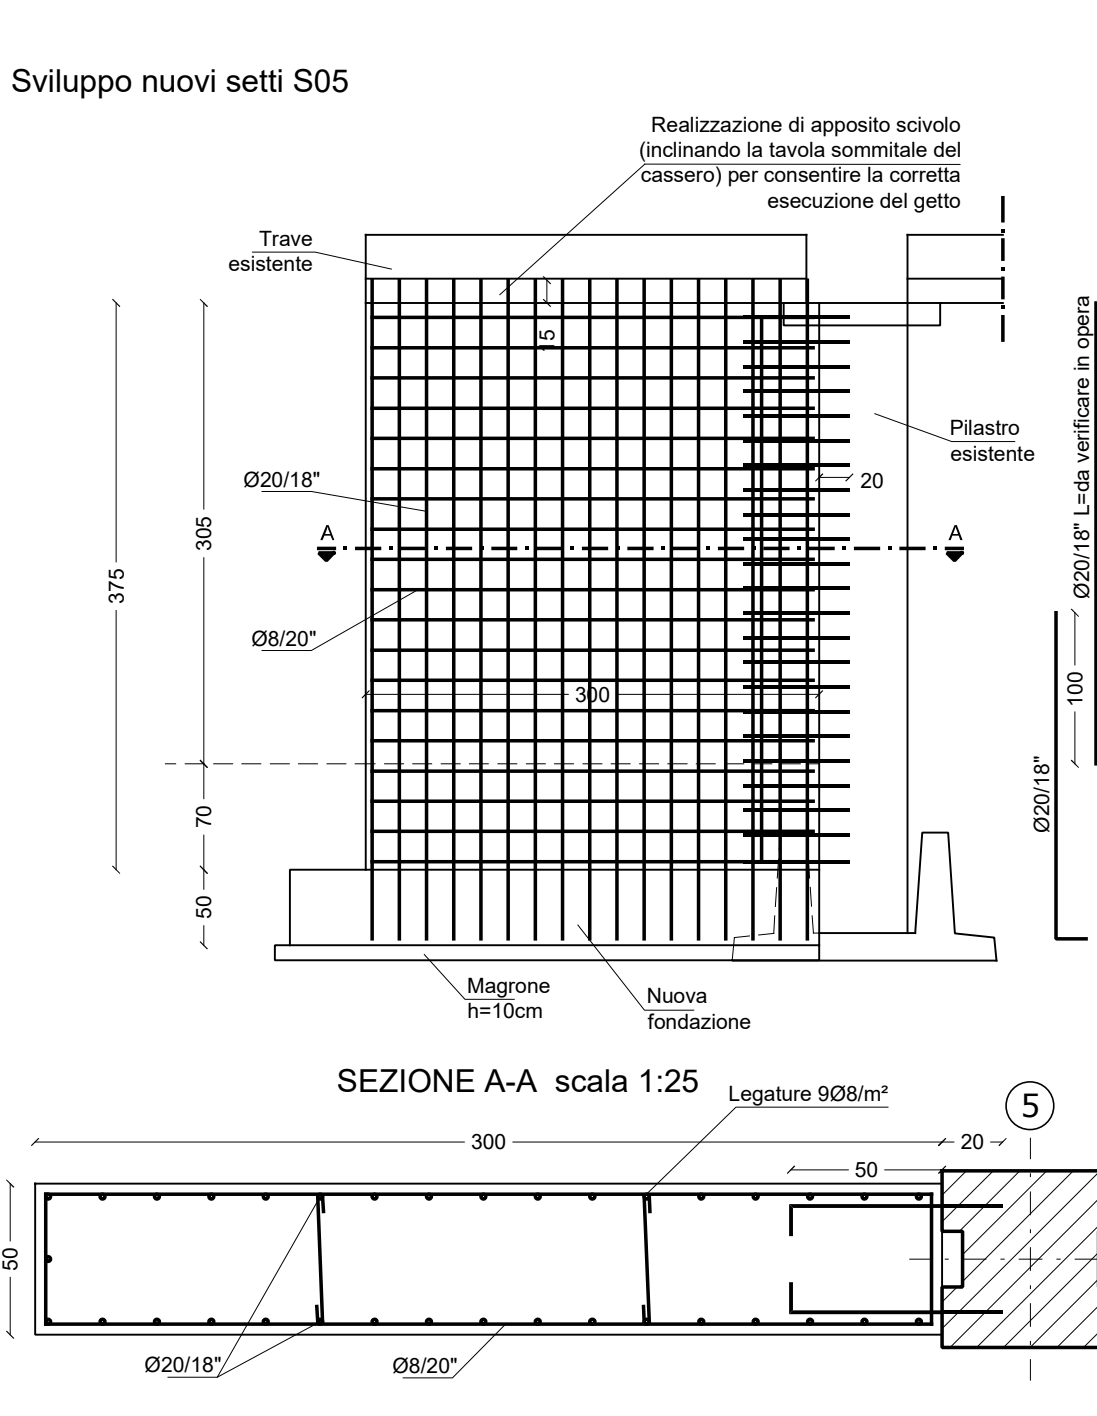 Sviluppo nuovi setti S05
Realizzazione di apposito scivolo
(inclinando la tavola sommitale del
cassero) per consentire la corretta
esecuzione del getto
Trave
esistente
15
Pilastro
esistente
Ø20/18"
20
A
A
305
375
Ø8/20"
300
70
50
Ø20/18" L=da verificare in opera
100
Ø20/18"
Magrone
h=10cm
Nuova
fondazione
SEZIONE A-A scala 1:25
Legature 9Ø8/m²
5
300
20
50
50
Ø20/18"
Ø8/20"